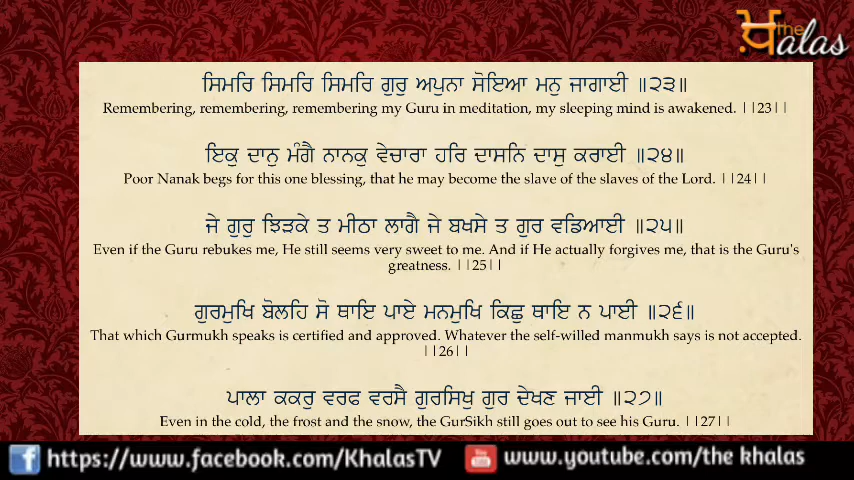 the
ਖ਼alas
ਸਿਮਰਿ ਸਿਮਰਿ ਸਿਮਰਿ ਗੁਰੁ ਅਪੁਨਾ ਸੋਇਆ ਮਨੁ ਜਾਗਾਈ ॥੨੩॥
Remembering, remembering, remembering my Guru in meditation, my sleeping mind is awakened. ||23||
ਇਕੁ ਦਾਨੁ ਮੰਗੈ ਨਾਨਕੁ ਵੇਚਾਰਾ ਹਰਿ ਦਾਸਨਿ ਦਾਸੁ ਕਰਾਈ ॥੨੪॥
Poor Nanak begs for this one blessing, that he may become the slave of the slaves of the Lord. ||24||
ਜੇ ਗੁਰੁ ਝਿੜਕੇ ਤ ਮੀਠਾ ਲਾਗੈ ਜੇ ਬਖਸੇ ਤ ਗੁਰ ਵਡਿਆਈ ॥੨੫॥
Even if the Guru rebukes me, He still seems very sweet to me. And if He actually forgives me, that is the Guru's
greatness. ||25||
ਗੁਰਮੁਖਿ ਬੋਲਹਿ ਸੋ ਥਾਇ ਪਾਏ ਮਨਮੁਖਿ ਕਿਛੁ ਥਾਇ ਨ ਪਾਈ ॥੨੬॥
That which Gurmukh speaks is certified and approved. Whatever the self-willed manmukh says is not accepted.
||26||
ਪਾਲਾ ਕਕਰੁ ਵਰਫ ਵਰਸੈ ਗੁਰਸਿਖੁ ਗੁਰ ਦੇਖਣ ਜਾਈ ॥੨੭॥
Even in the cold, the frost and the snow, the GurSikh still goes out to see his Guru. ||27||
https://www.facebook.com/KhalasTV www.youtube.com/the khalas